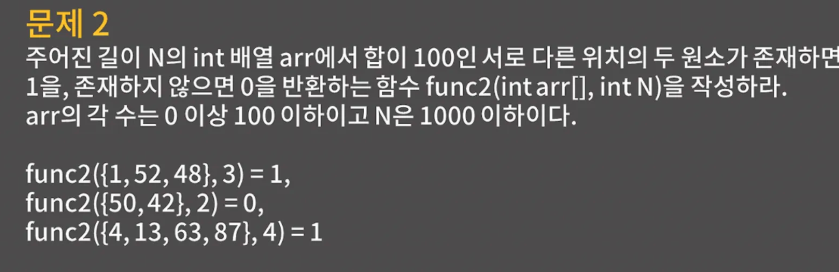 문제 2
주어진 길이 N의 int 배열 arr에서 합이 100인 서로 다른 위치의 두 원소가 존재하면
1을, 존재하지 않으면 0을 반환하는 함수 func2(int arr[], int N)을 작성하라.
arr의 각 수는 0 이상 100 이하이고 N은 1000 이하이다.
func2({1, 52, 48}, 3) = 1,
func2({50, 42}, 2) = 0,
func2({4, 13, 63, 87}, 4) = 1